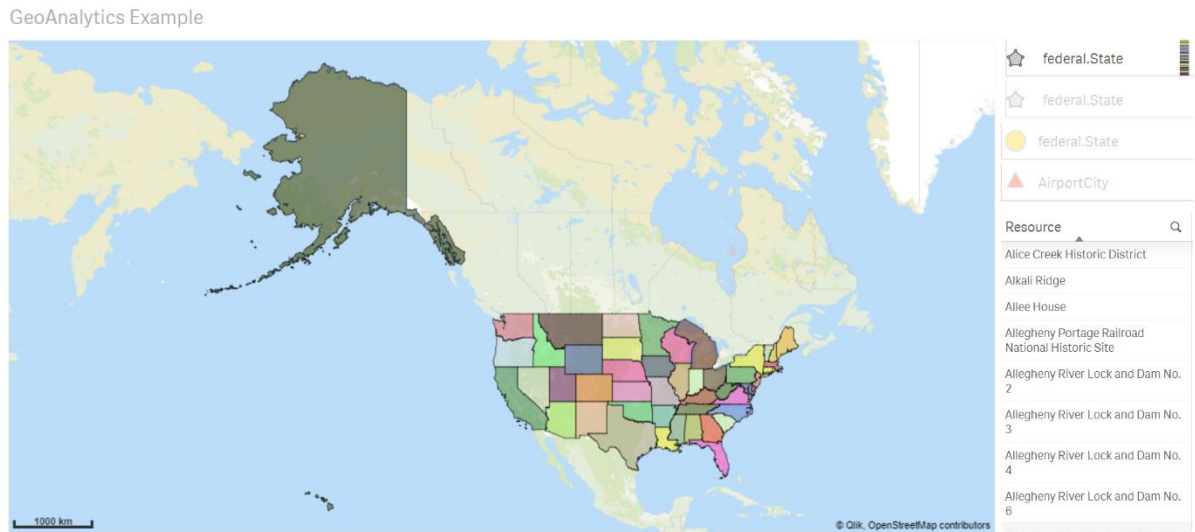 GeoAnalytics Example
federal.State
federal.State
federal.State
AirportCity
Resource
Alice Creek Historic District
Alkali Ridge
Allee House
Allegheny Portage Railroad
National Historic Site
Allegheny River Lock and Dam No.
2
Allegheny River Lock and Dam No.
3
Allegheny River Lock and Dam No.
4
Allegheny River Lock and Dam No.
6
1000 km
© Qlik, OpenStreetMap contributors